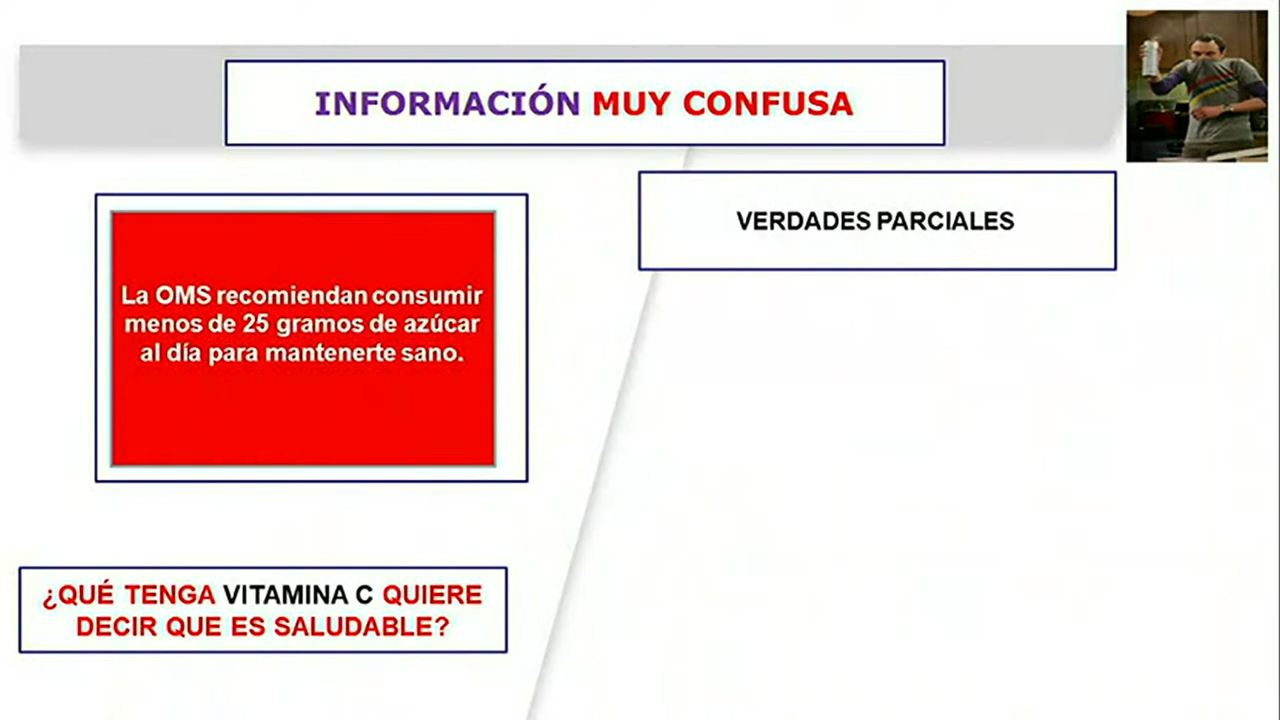 INFORMACIÓN MUY CONFUSA
VERDADES PARCIALES
La OMS recomiendan consumir
menos de 25 gramos de azúcar
al día para mantenerte sano.
¿QUÉ TENGA VITAMINA C QUIERE
DECIR QUE ES SALUDABLE?